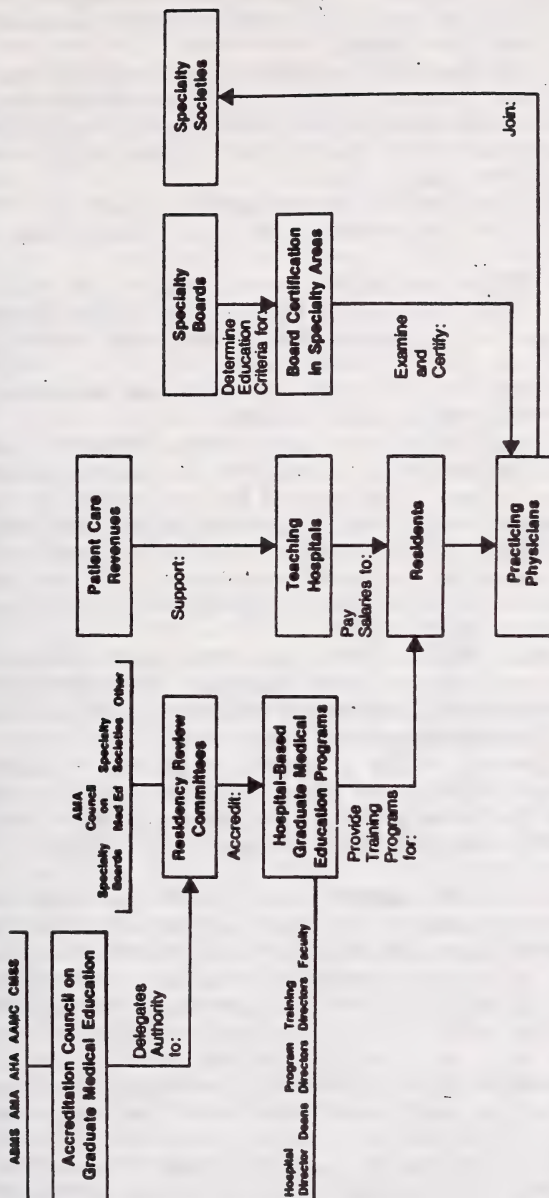 ABMS AMA AHA AAMC CMSS
Accreditation Council on
Graduate Medical Education
Delegates
Authority
to:
Specialty
Boards
AMA
Council
on
Med Ed
Specialty
Societies
Other
Residency Review
Committees
Accredit:
Hospital
Director
Deans
Program
Directors
Training
Directors
Faculty
Hospital-Based
Graduate Medical
Education Programs
Provide
Training
Programs
for:
Patient Care
Revenues
Support:
Teaching
Hospitals
Pay
Salaries to:
Residents
Practicing
Physicians
Specialty
Boards
Determine
Education
Criteria for:
Board Certification
in Specialty Areas
Examine
and
Certify:
Specialty
Societies
Join: